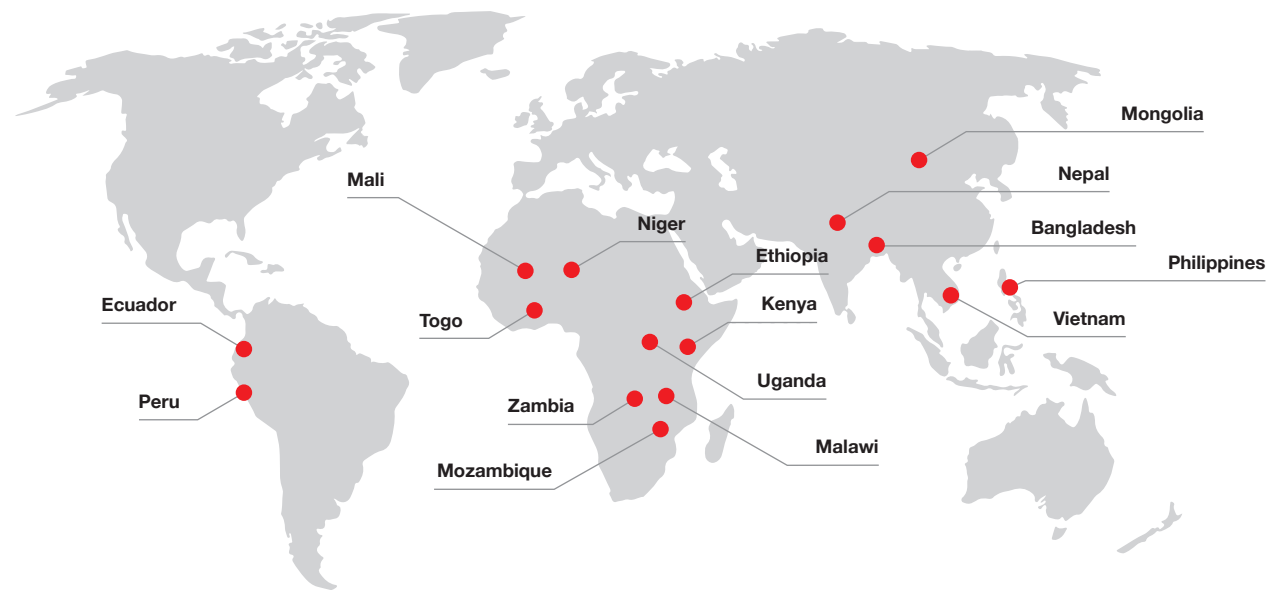 Mongolia
Nepal
Mali
Niger
Bangladesh
Ethiopia
Philippines
Ecuador
Kenya
Togo
Vietnam
Uganda
Peru
Zambia
Malawi
Mozambique